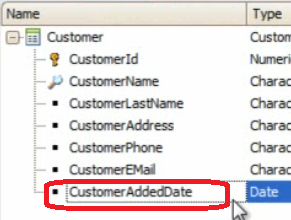 Name Type
Customer Custom
CustomerId Numeri
CustomerName Charac
CustomerLastName Charac
CustomerAddress Charac
CustomerPhone Charac
CustomerEMail Charac
CustomerAddedDate Date